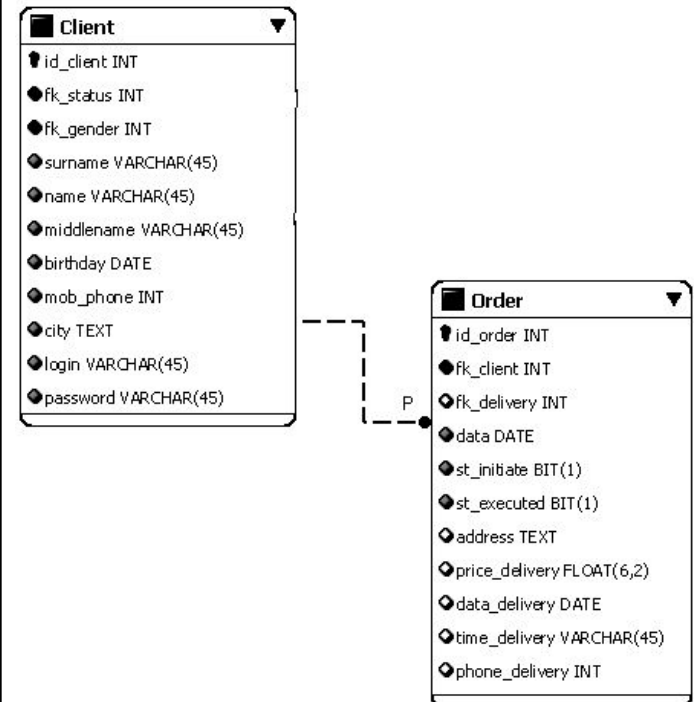 Client
id_client INT
fk_status INT
fk_gender INT
surname VARCHAR(45)
name VARCHAR(45)
middlename VARCHAR(45)
birthday DATE
mob_phone INT
city TEXT
login VARCHAR(45)
password VARCHAR(45)
P
Order
id_order INT
fk_client INT
fk_delivery INT
data DATE
st_initiate BIT(1)
st_executed BIT(1)
address TEXT
price_delivery FLOAT(6,2)
data_delivery DATE
time_delivery VARCHAR(45)
phone_delivery INT